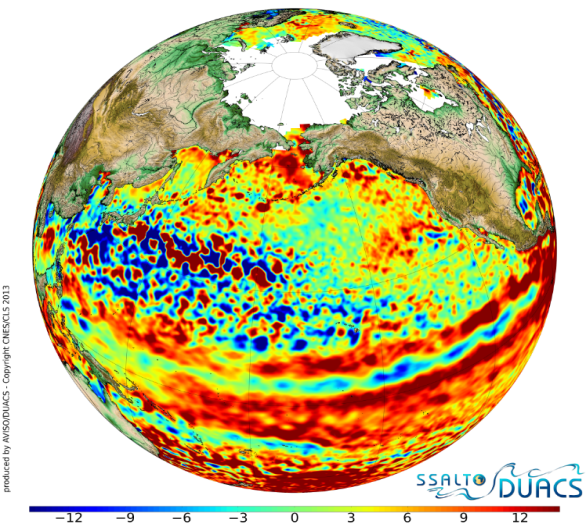 produced by AVISO/DUACS - Copyright CNES/CLS 2013
SSALTO
DUACS
−12 −9 −6 −3 0 3 6 9 12